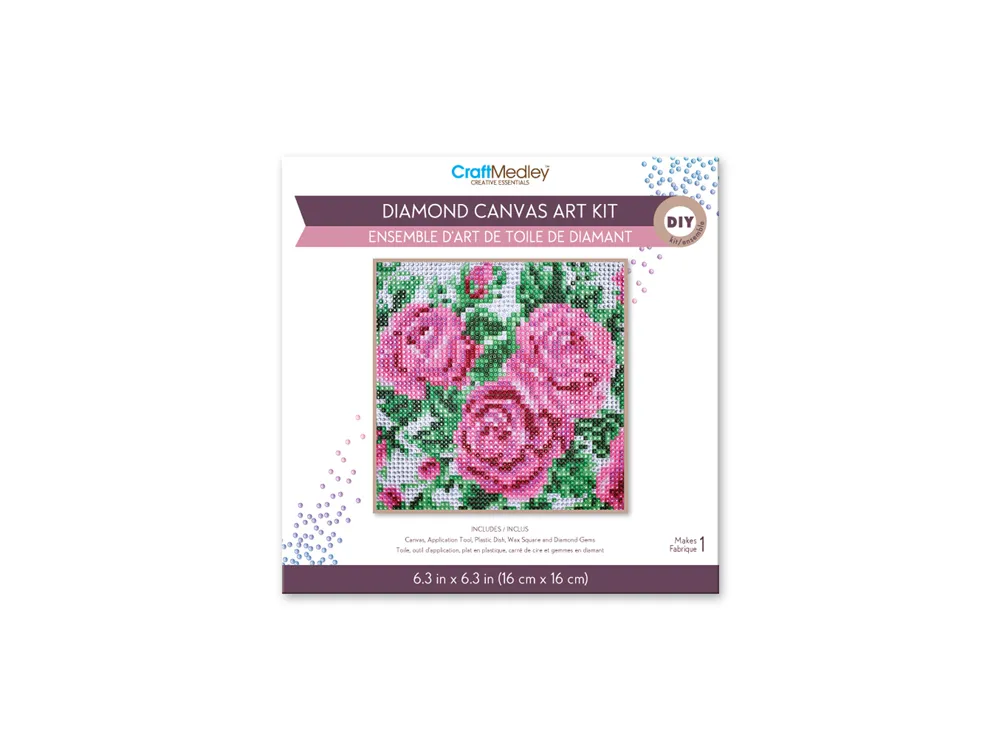 CraftMedley™
CREATIVE ESSENTIALS
DIAMOND CANVAS ART KIT
ENSEMBLE D'ART DE TOILE DE DIAMANT
DIY
kit/ensemble
INCLUDES / INCLUS
Canvas, Application Tool, Plastic Dish, Wax Square and Diamond Gems
Toile, outil d'application, plat en plastique, carré de cire et gemmes en diamant
Makes
Fabrique 1
6.3 in x 6.3 in (16 cm x 16 cm)